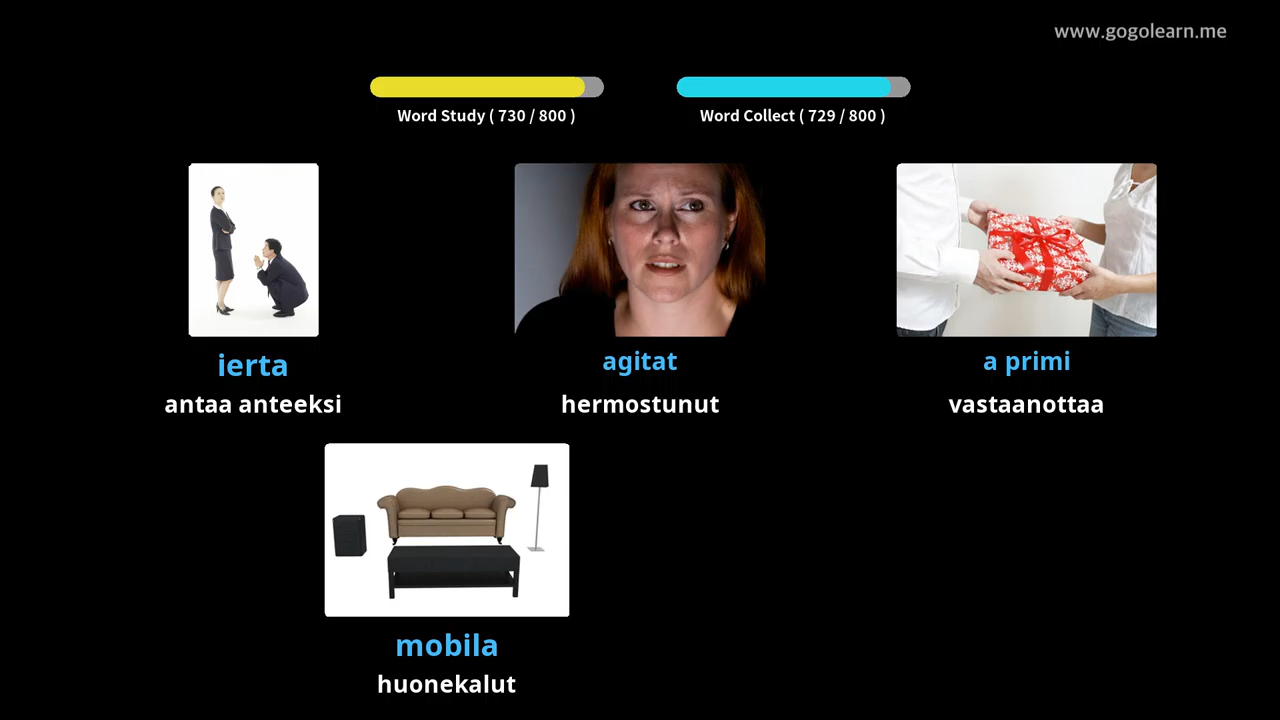 www.gogolearn.me
Word Study ( 730 / 800 )
Word Collect ( 729 / 800 )
ierta
agitat
a primi
antaa anteeksi
hermostunut
vastaanottaa
mobila
huonekalut